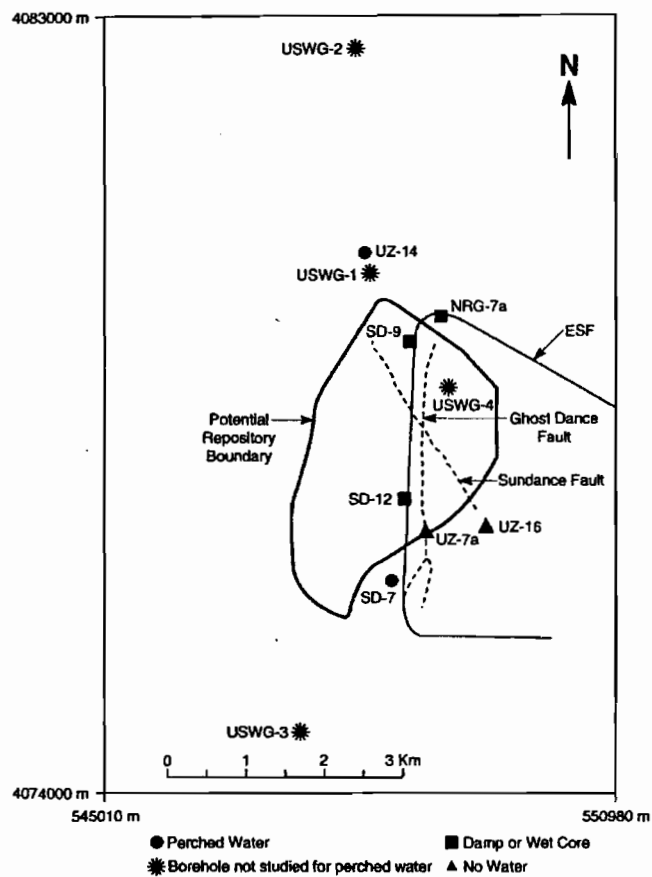 4083000 m
USWG-2
N
UZ-14
USWG-1
NRG-7a
SD-9
ESF
USWG-4
Potential
Repository
Boundary
Ghost Dance
Fault
Sundance Fault
SD-12
UZ-16
UZ-7a
SD-7
USWG-3
0 1 2 3 Km
4074000 m
545010 m 550980 m
Perched Water Damp or Wet Core
Borehole not studied for perched water No Water